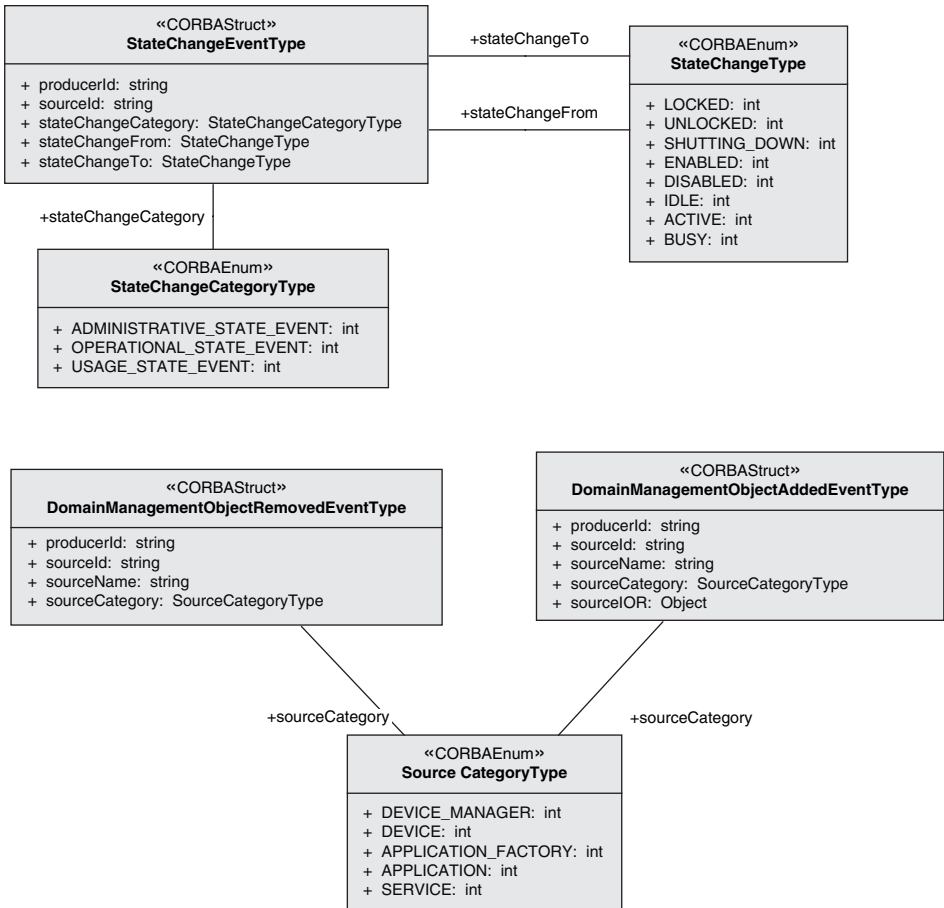 «CORBAStruct»
StateChangeEventType
+ producerId: string
+ sourceId: string
+ stateChangeCategory: StateChangeCategoryType
+ stateChangeFrom: StateChangeType
+ stateChangeTo: StateChangeType
+stateChangeTo
+stateChangeFrom
«CORBAEnum»
StateChangeType
+ LOCKED: int
+ UNLOCKED: int
+ SHUTTING_DOWN: int
+ ENABLED: int
+ DISABLED: int
+ IDLE: int
+ ACTIVE: int
+ BUSY: int
+stateChangeCategory
«CORBAEnum»
StateChangeCategoryType
+ ADMINISTRATIVE_STATE_EVENT: int
+ OPERATIONAL_STATE_EVENT: int
+ USAGE_STATE_EVENT: int
«CORBAStruct»
DomainManagementObjectRemovedEventType
+ producerId: string
+ sourceId: string
+ sourceName: string
+ sourceCategory: SourceCategoryType
«CORBAStruct»
DomainManagementObjectAddedEventType
+ producerId: string
+ sourceId: string
+ sourceName: string
+ sourceCategory: SourceCategoryType
+ sourceIOR: Object
+sourceCategory
+sourceCategory
«CORBAEnum»
Source CategoryType
+ DEVICE_MANAGER: int
+ DEVICE: int
+ APPLICATION_FACTORY: int
+ APPLICATION: int
+ SERVICE: int